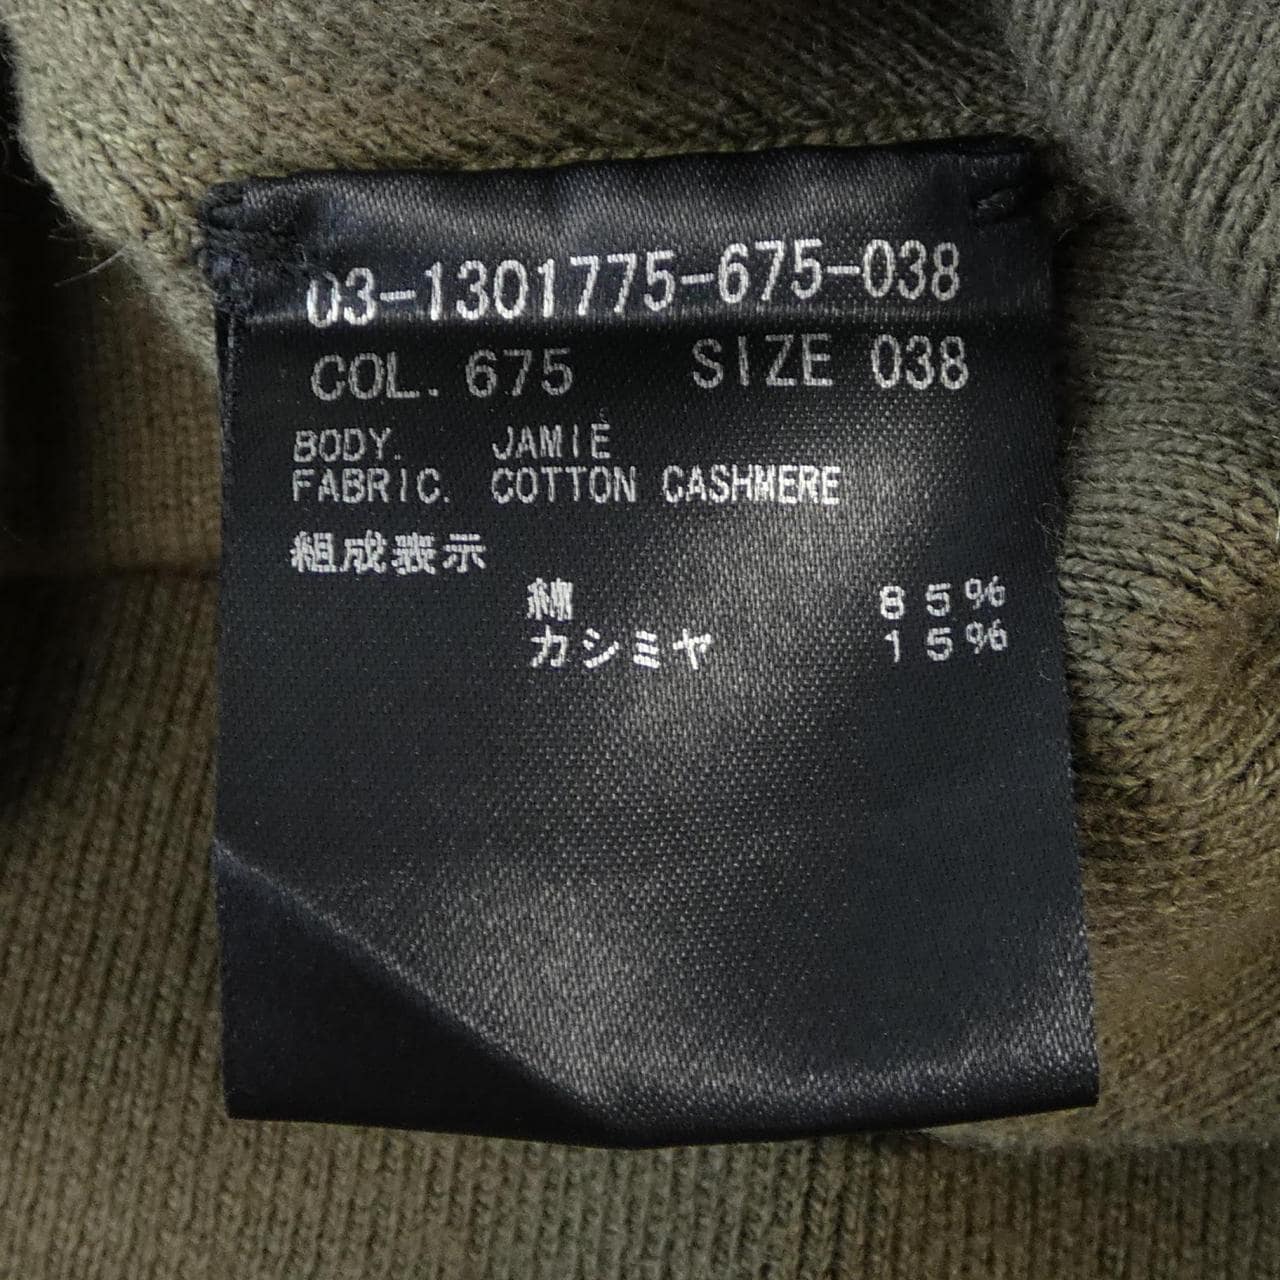 03-1301775-675-038
COL. 675 SIZE 038
BODY. JAMIE
FABRIC. COTTON CASHMERE
組成表示
綿 85%
カシミヤ 15%